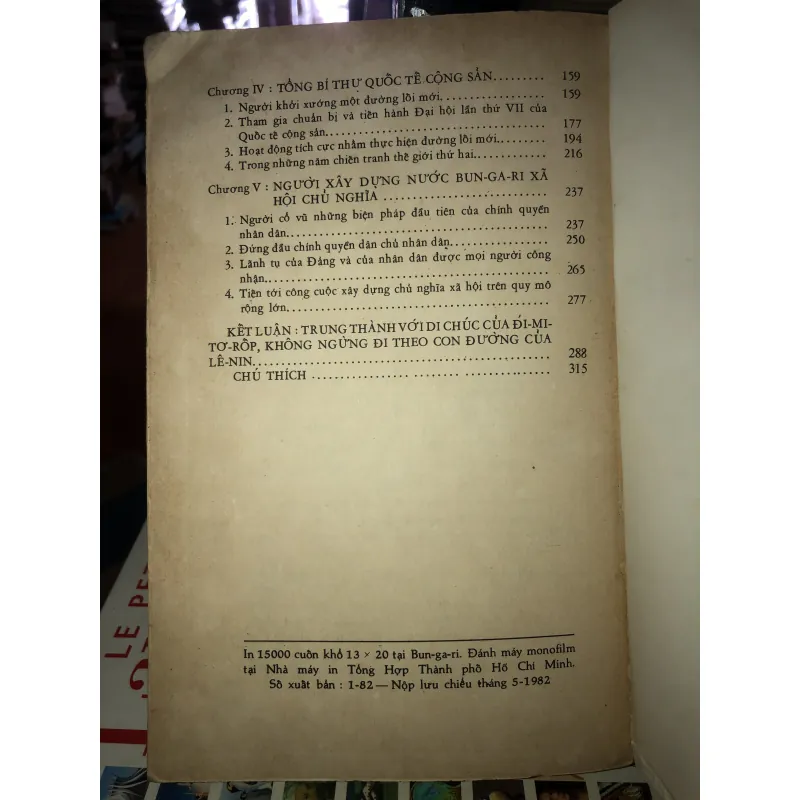 Chương IV : TỔNG BÍ THƯ QUỐC TẾ CỘNG SẢN......... 159
1. Người khởi xướng một đường lối mới.................. 159
2. Tham gia chuẩn bị và tiến hành Đại hội lần thứ VII của
Quốc tế cộng sản..................................... 177
3. Hoạt động tích cực nhằm thực hiện đường lối mới......... 194
4. Trong những năm chiến tranh thế giới thứ hai............. 216
Chương V : NGƯỜI XÂY DỰNG NƯỚC BUN-GA-RI XÃ
HỘI CHỦ NGHĨA ............................. 237
1. Người cổ vũ những biện pháp đầu tiên của chính quyền
nhân dân........................................... 237
2. Đứng đầu chính quyền dân chủ nhân dân................. 250
3. Lãnh tụ của Đảng và của nhân dân được mọi người công
nhận.............................................. 265
4. Tiến tới công cuộc xây dựng chủ nghĩa xã hội trên quy mô
rộng lớn........................................... 277
KẾT LUẬN : TRUNG THÀNH VỚI DI CHÚC CỦA ĐI-MI-
TƠ-RỐP, KHÔNG NGỪNG ĐI THEO CON ĐƯỜNG CỦA
LÊ-NIN................................................ 288
CHÚ THÍCH .................. ........ ............... 315
In 15000 cuốn khổ 13 × 20 tại Bun-ga-ri. Đánh máy monofilm
tại Nhà máy in Tổng Hợp Thành phố Hồ Chí Minh.
Số xuất bản : 1-82 — Nộp lưu chiểu tháng 5-1982
LE PE